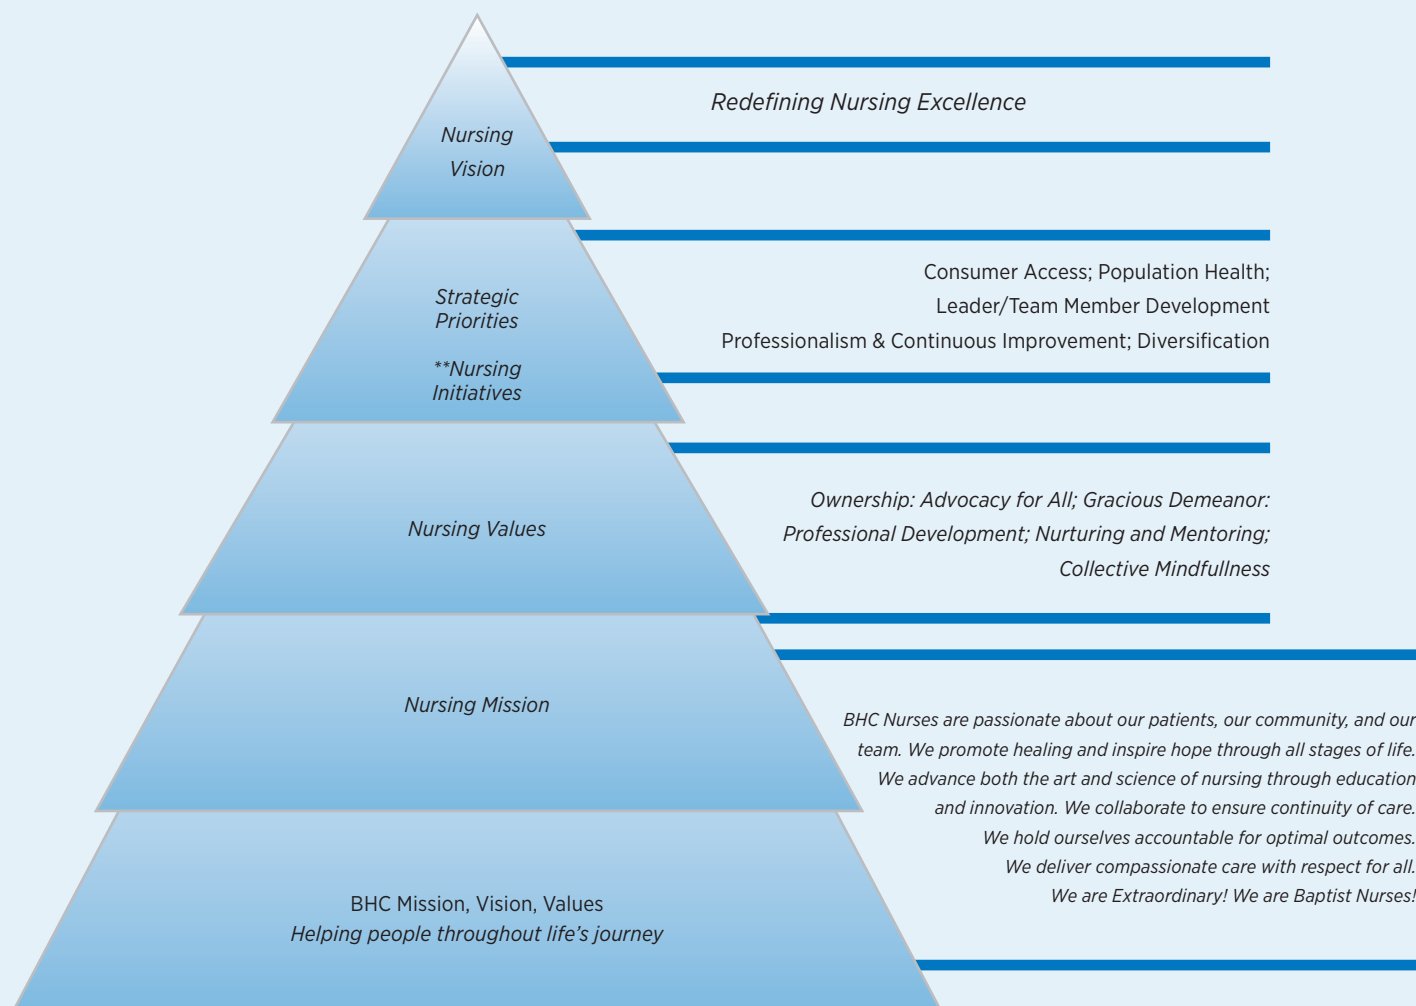 Redefining Nursing Excellence
Nursing
Vision
Strategic
Priorities
**Nursing
Initiatives
Consumer Access; Population Health;
Leader/Team Member Development
Professionalism & Continuous Improvement; Diversification
Nursing Values
Ownership: Advocacy for All; Gracious Demeanor:
Professional Development; Nurturing and Mentoring;
Collective Mindfullness
Nursing Mission
BHC Nurses are passionate about our patients, our community, and our
team. We promote healing and inspire hope through all stages of life.
We advance both the art and science of nursing through education
and innovation. We collaborate to ensure continuity of care.
We hold ourselves accountable for optimal outcomes.
We deliver compassionate care with respect for all.
We are Extraordinary! We are Baptist Nurses!
BHC Mission, Vision, Values
Helping people throughout life’s journey